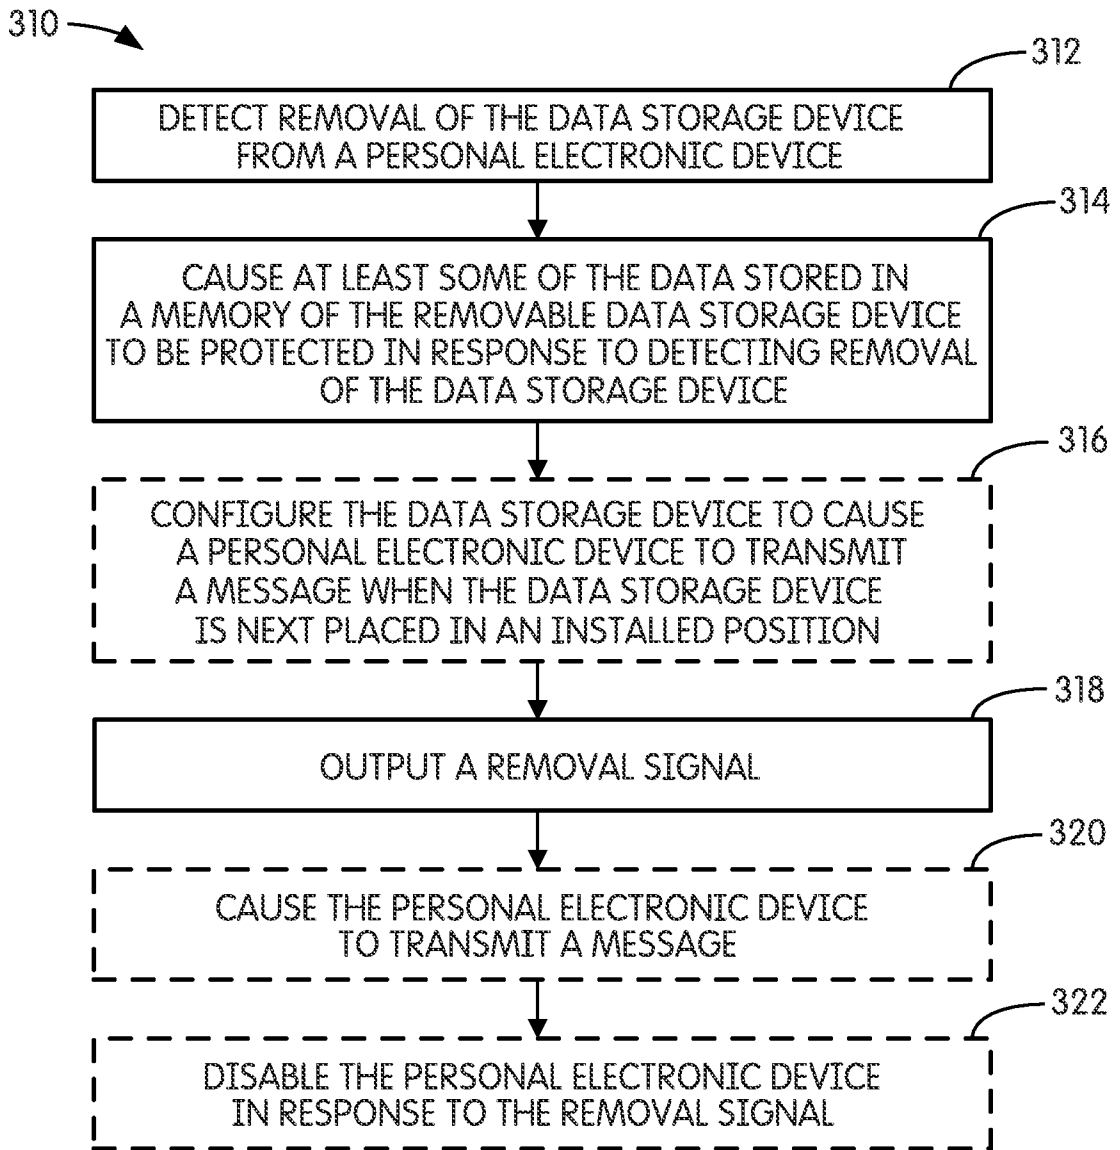 310
312
DETECT REMOVAL OF THE DATA STORAGE DEVICE
FROM A PERSONAL ELECTRONIC DEVICE
314
CAUSE AT LEAST SOME OF THE DATA STORED IN
A MEMORY OF THE REMOVABLE DATA STORAGE DEVICE
TO BE PROTECTED IN RESPONSE TO DETECTING REMOVAL
OF THE DATA STORAGE DEVICE
316
CONFIGURE THE DATA STORAGE DEVICE TO CAUSE
A PERSONAL ELECTRONIC DEVICE TO TRANSMIT
A MESSAGE WHEN THE DATA STORAGE DEVICE
IS NEXT PLACED IN AN INSTALLED POSITION
318
OUTPUT A REMOVAL SIGNAL
320
CAUSE THE PERSONAL ELECTRONIC DEVICE
TO TRANSMIT A MESSAGE
322
DISABLE THE PERSONAL ELECTRONIC DEVICE
IN RESPONSE TO THE REMOVAL SIGNAL